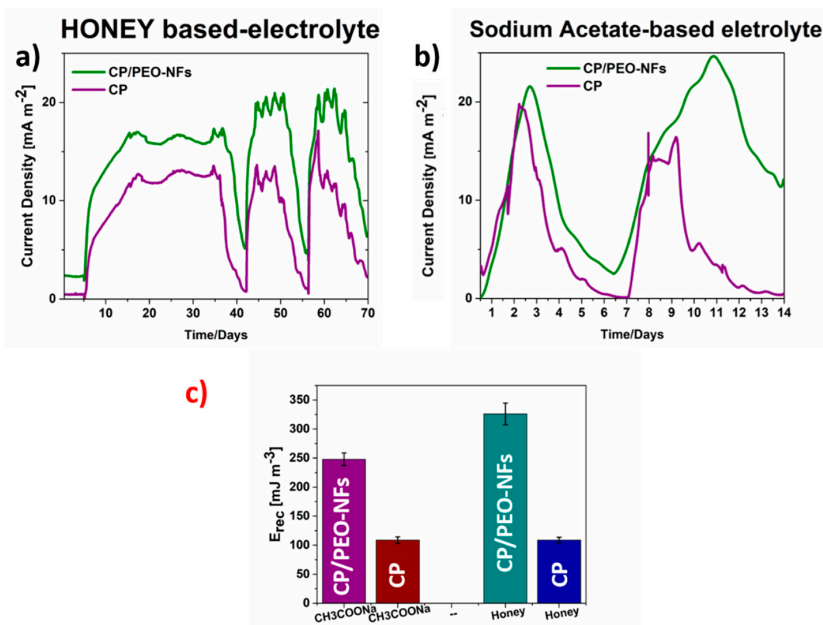 HONEY based-electrolyte
a)
CP/PEO-NFs
CP
Current Density [mA m-2]
20
10
0
10 20 30 40 50 60 70
Time/Days
Sodium Acetate-based eletrolyte
b)
CP/PEO-NFs
CP
Current Density [mA m-2]
20
10
0
1 2 3 4 5 6 7 8 9 10 11 12 13 14
Time/Days
c)
Erec [mJ m-3]
350
300
250
200
150
100
50
0
CP/PEO-NFs
CP
CP/PEO-NFs
CP
CH3COONa CH3COONa -- Honey Honey